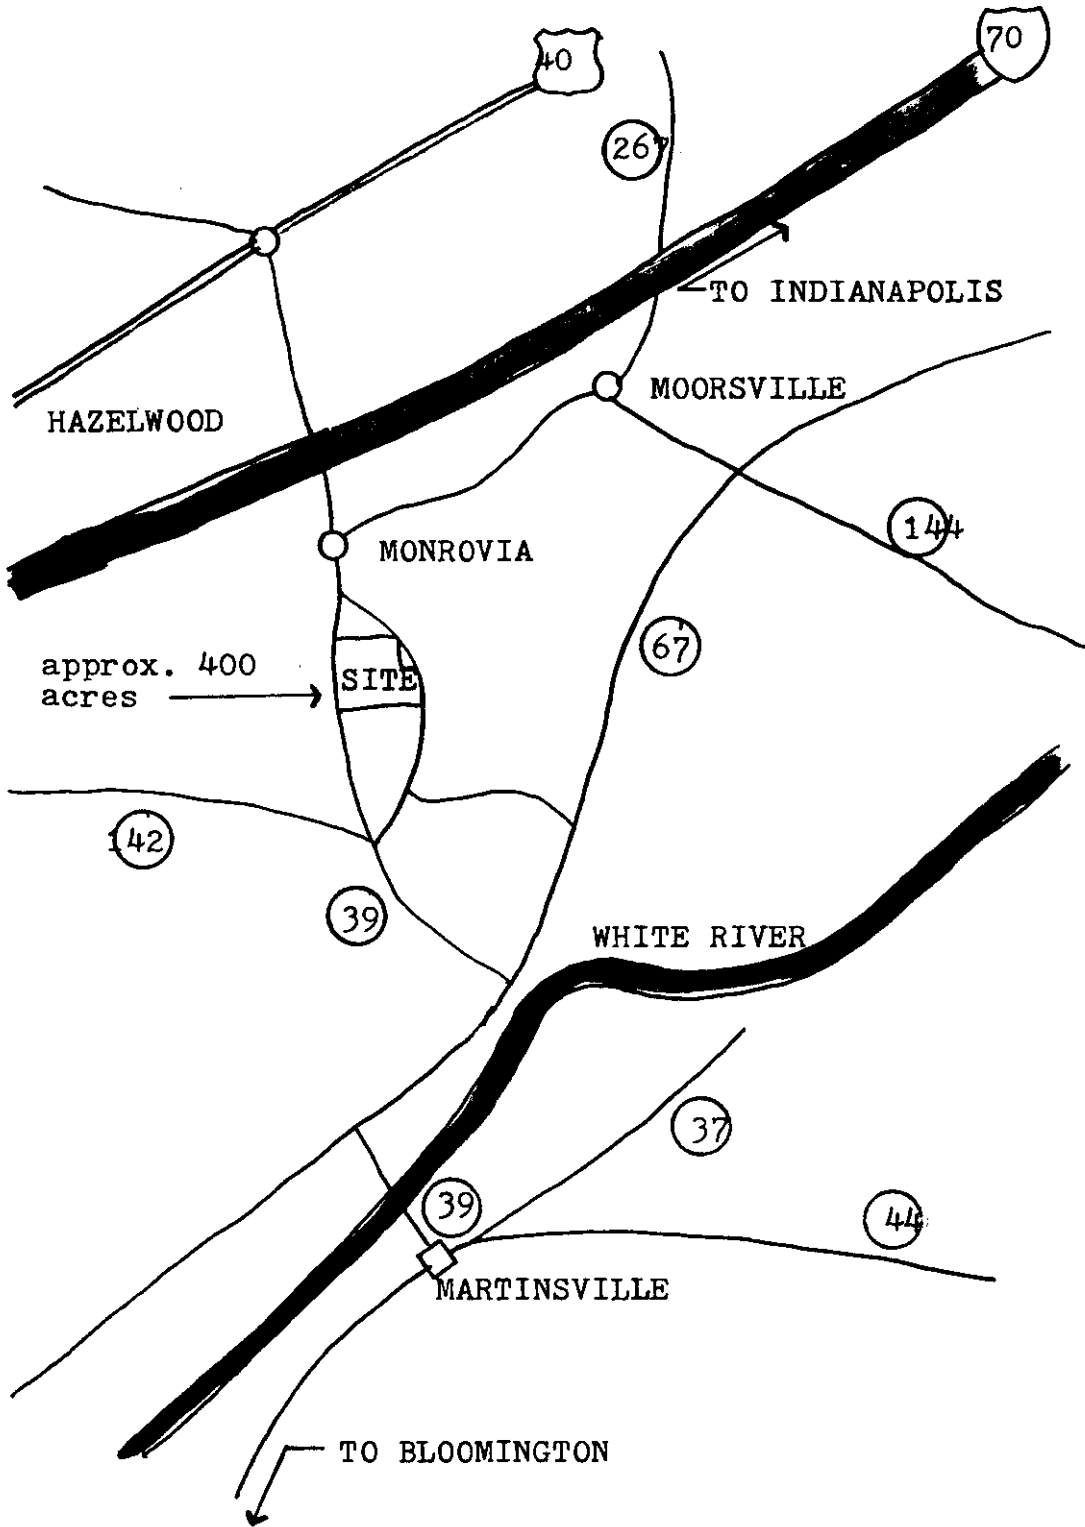 40
70
267
TO INDIANAPOLIS
MOORSVILLE
HAZELWOOD
144
MONROVIA
67
approx. 400
acres
SITE
142
39
WHITE RIVER
37
39
44
MARTINSVILLE
TO BLOOMINGTON